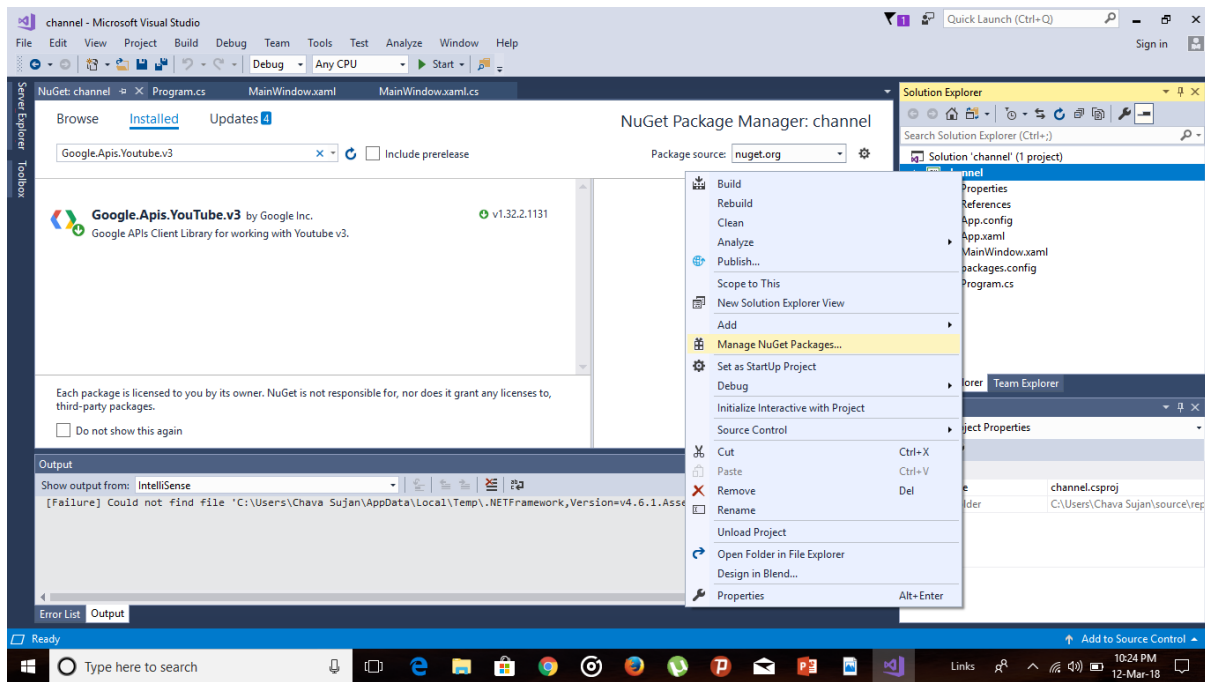 channel - Microsoft Visual Studio
1
Quick Launch (Ctrl+Q)
File Edit View Project Build Debug Team Tools Test Analyze Window Help
Sign in
Debug Any CPU Start
Server Explorer
Toolbox
NuGet: channel Program.cs MainWindow.xaml MainWindow.xaml.cs
Browse Installed Updates 4
NuGet Package Manager: channel
Google.Apis.Youtube.v3
Include prerelease
Package source: nuget.org
Google.Apis.YouTube.v3 by Google Inc.
v1.32.2.1131
Google APIs Client Library for working with Youtube v3.
Each package is licensed to you by its owner. NuGet is not responsible for, nor does it grant any licenses to,
third-party packages.
Do not show this again
Output
Show output from: IntelliSense
[Failure] Could not find file 'C:\Users\Chava Sujan\AppData\Local\Temp\.NETFramework,Version=v4.6.1.Asse
Error List Output
Build
Rebuild
Clean
Analyze
Publish...
Scope to This
New Solution Explorer View
Add
Manage NuGet Packages...
Set as StartUp Project
Debug
Initialize Interactive with Project
Source Control
Cut Ctrl+X
Paste Ctrl+V
Remove Del
Rename
Unload Project
Open Folder in File Explorer
Design in Blend...
Properties Alt+Enter
Solution Explorer
Search Solution Explorer (Ctrl+;)
Solution 'channel' (1 project)
Properties
References
App.config
App.xaml
MainWindow.xaml
packages.config
Program.cs
lorer Team Explorer
ject Properties
channel.csproj
lder C:\Users\Chava Sujan\source\rep
Ready
Add to Source Control
Type here to search
Links
10:24 PM
12-Mar-18